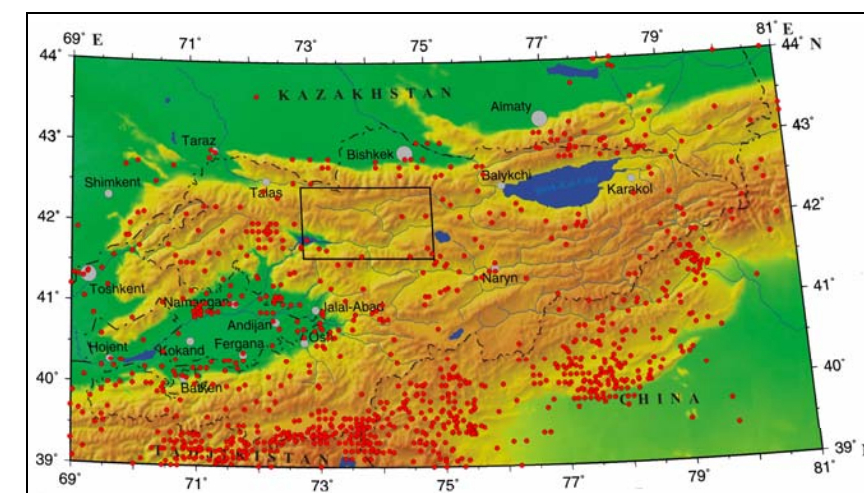 69° E 71° 73° 75° 77° 79° 81° E
44° 44° N
KAZAKHSTAN
Almaty
43° 43°
Taraz
Bishkek
Shimkent
Talas
Balykchi
Karakol
42° 42°
Toshkent
Naryn
41° 41°
Namangan
Jalal-Abad
Andijan
Osh
Hojent
Kokand
Fergana
40° 40°
Batken
CHINA
TADJIKISTAN
39° 39°
69° 71° 73° 75° 77° 79° 81°